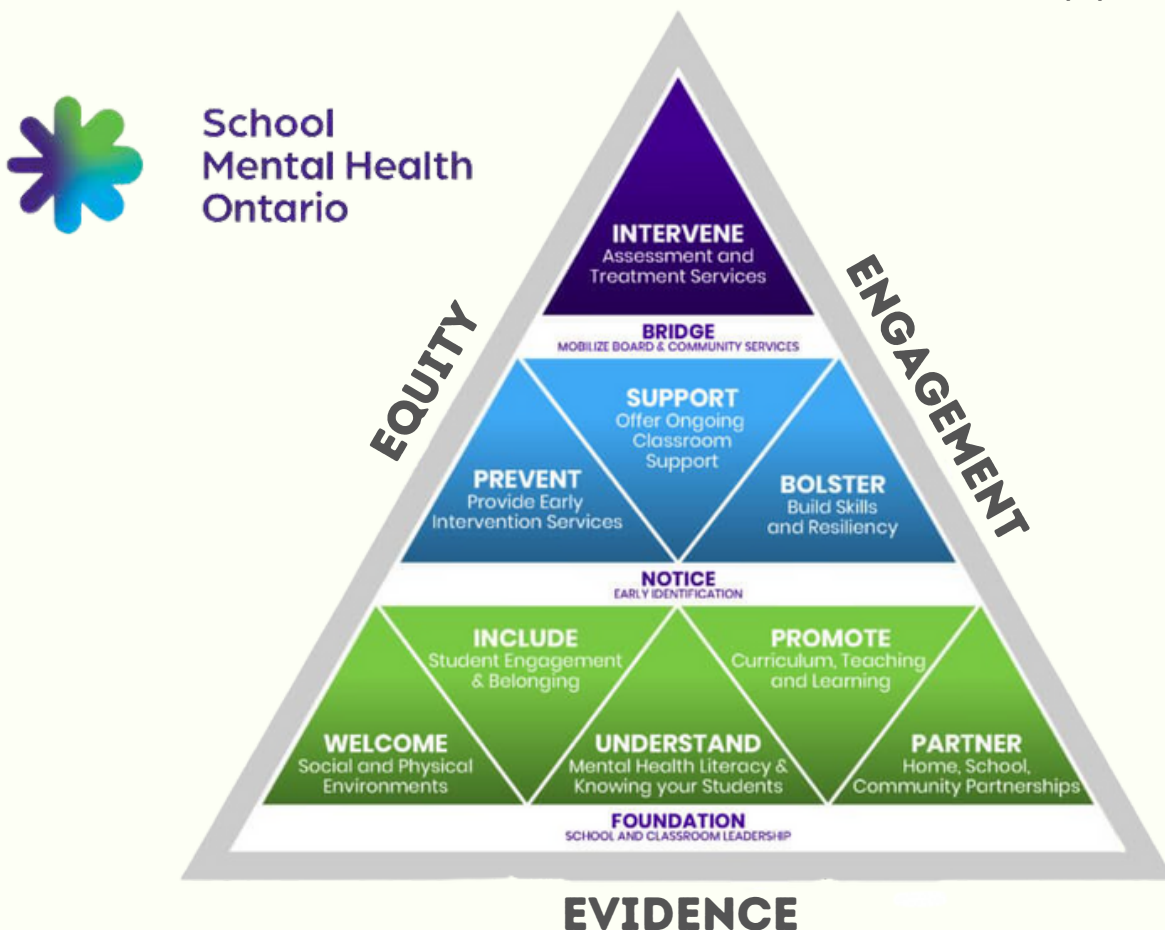 School
Mental Health
Ontario
INTERVENE
Assessment and
Treatment Services
EQUITY
ENGAGEMENT
BRIDGE
MOBILIZE BOARD & COMMUNITY SERVICES
SUPPORT
Offer Ongoing
Classroom
Support
PREVENT
Provide Early
Intervention Services
BOLSTER
Build Skills
and Resiliency
NOTICE
EARLY IDENTIFICATION
INCLUDE
Student Engagement
& Belonging
PROMOTE
Curriculum, Teaching
and Learning
WELCOME
Social and Physical
Environments
UNDERSTAND
Mental Health Literacy &
Knowing your Students
PARTNER
Home, School,
Community Partnerships
FOUNDATION
SCHOOL AND CLASSROOM LEADERSHIP
EVIDENCE